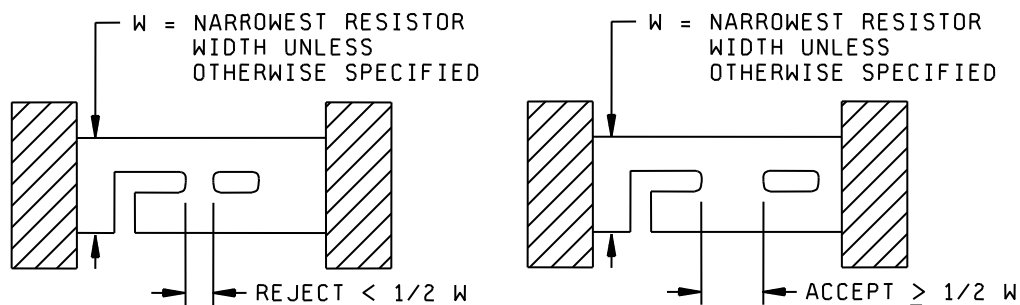 W = NARROWEST RESISTOR
WIDTH UNLESS
OTHERWISE SPECIFIED
REJECT < 1/2 W
W = NARROWEST RESISTOR
WIDTH UNLESS
OTHERWISE SPECIFIED
ACCEPT ≥ 1/2 W